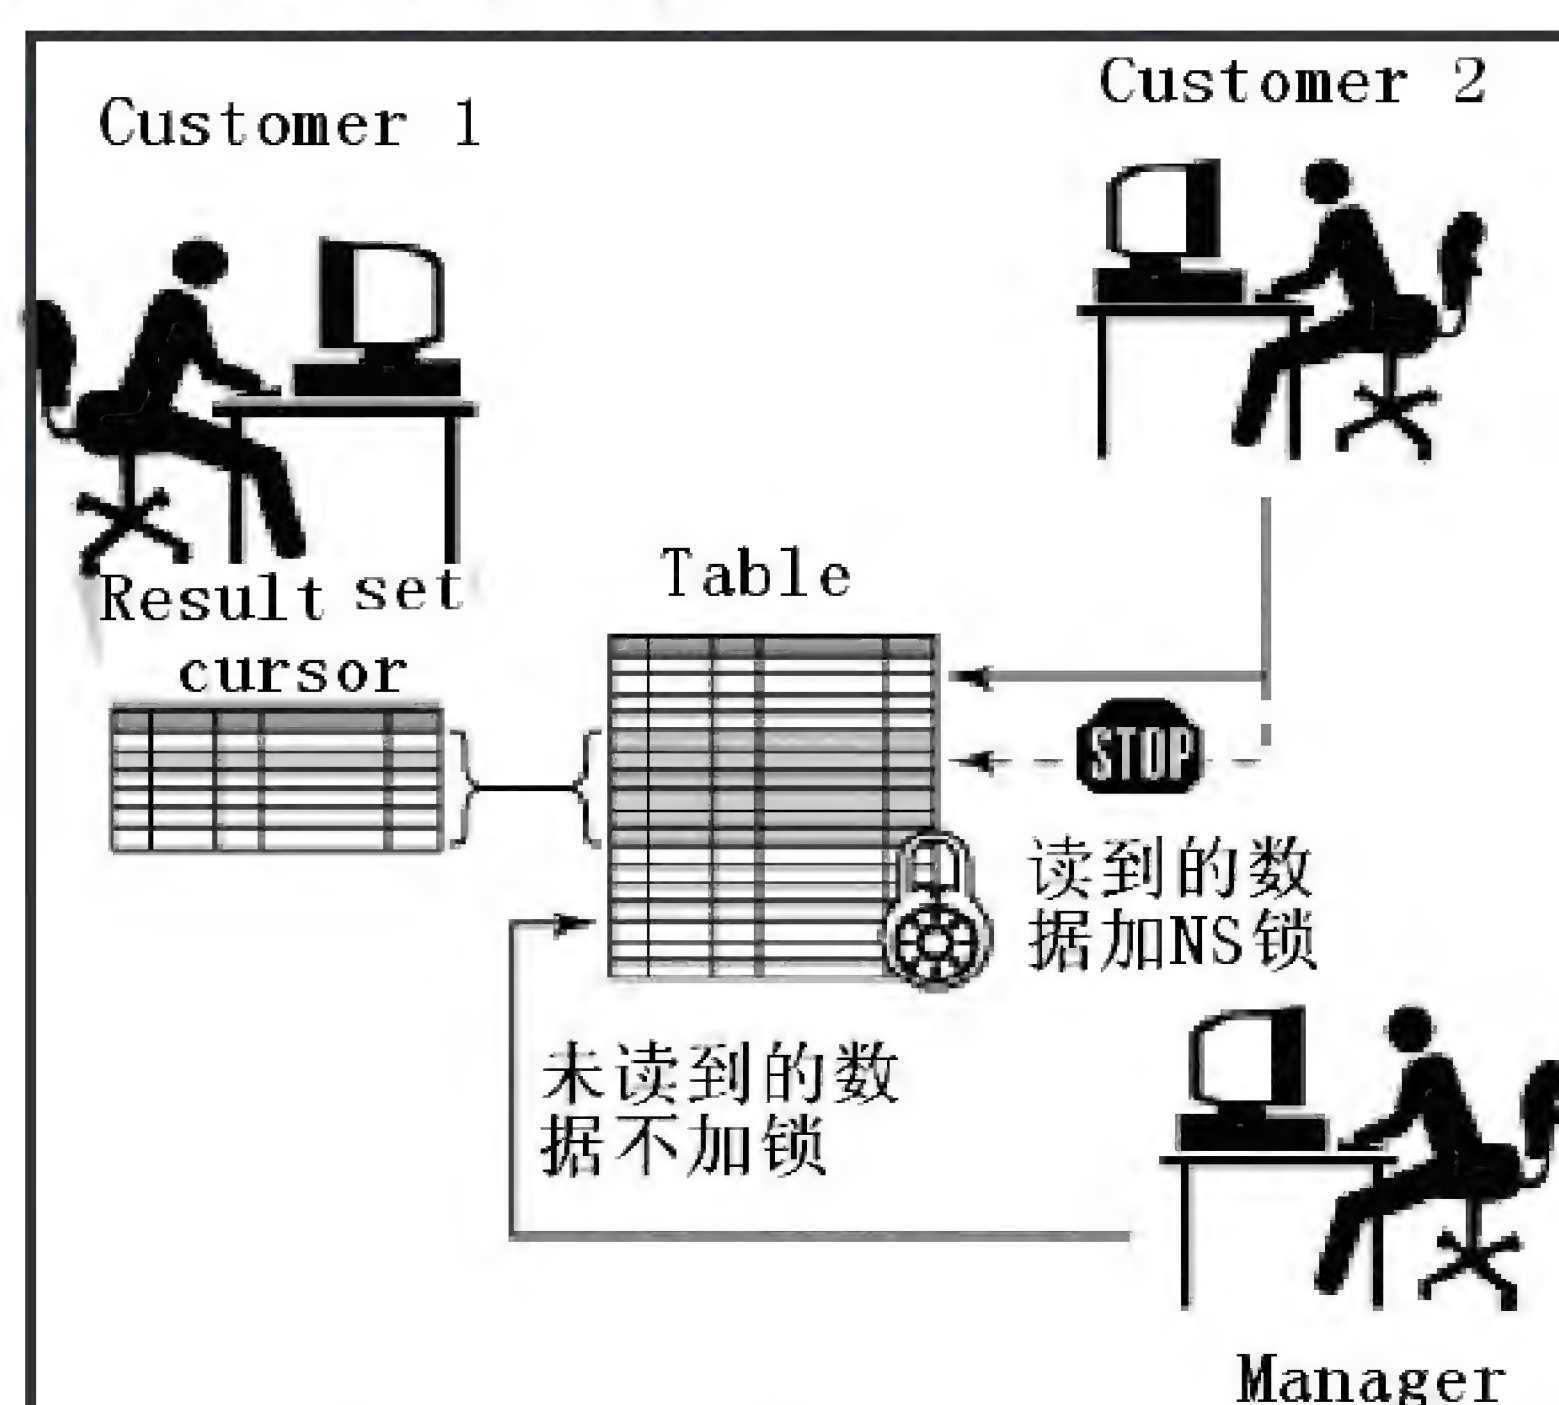 Customer 1
Customer 2
Result set
cursor
Table
STOP
读到的数
据加NS锁
未读到的数
据不加锁
Manager